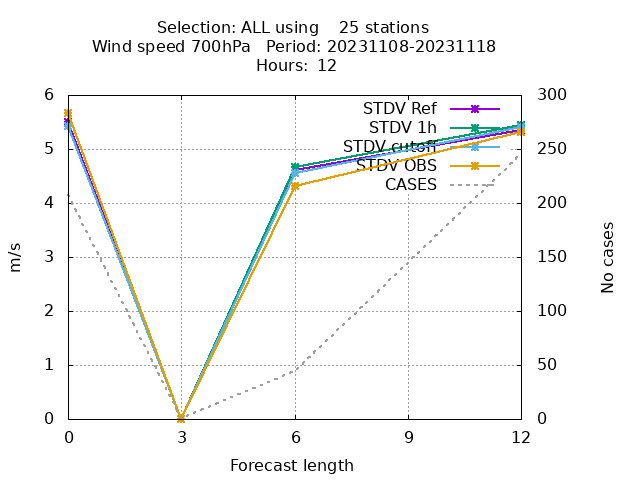 Selection: ALL using    25 stations
Wind speed 700hPa   Period: 20231108-20231118
Hours: 12
6
5
4
3
2
1
0
300
250
200
150
100
50
0
STDV Ref
STDV 1h
STDV cutoff
STDV OBS
CASES
m/s
No cases
0
3
6
9
12
Forecast length